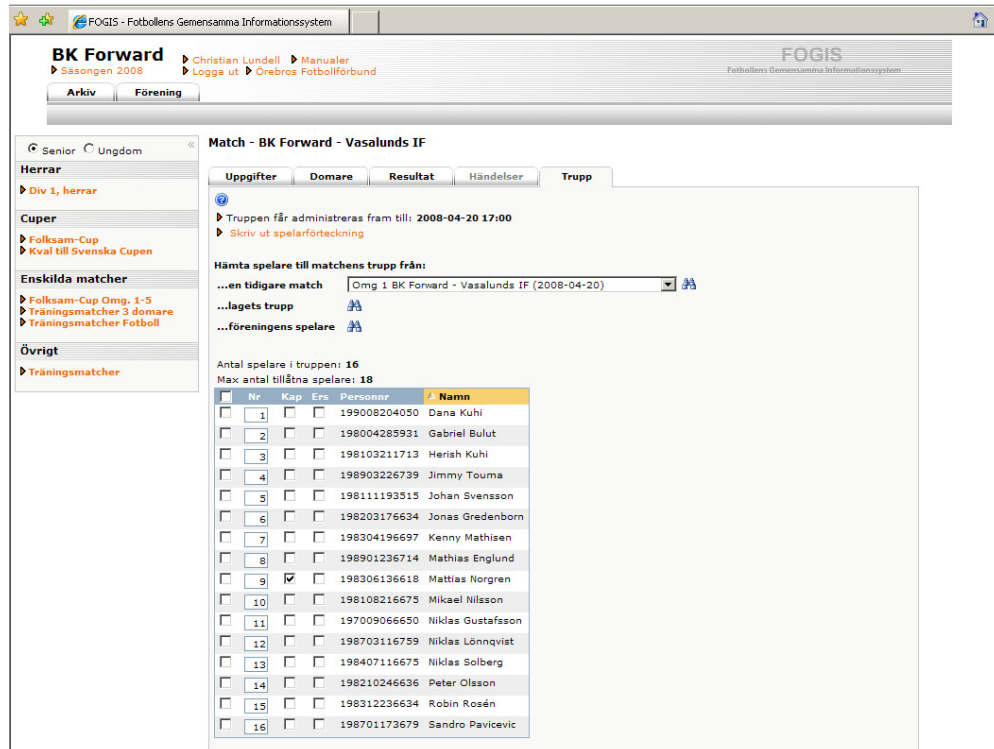 FOGIS - Fotbollens Gemensamma Informationssystem
BK Forward
Säsongen 2008
Christian Lundell Manualer
Logga ut Örebros Fotbollförbund
FOGIS
Fotbollens Gemensamma Informationssystem
Arkiv Förening
Senior Ungdom «
Herrar
Div 1, herrar
Cuper
Folksam-Cup
Kval till Svenska Cupen
Enskilda matcher
Folksam-Cup Omg. 1-5
Träningsmatcher 3 domare
Träningsmatcher Fotboll
Övrigt
Träningsmatcher
Match - BK Forward - Vasalunds IF
Uppgifter Domare Resultat Händelser Trupp
?
Truppen får administreras fram till: 2008-04-20 17:00
Skriv ut spelarförteckning
Hämta spelare till matchens trupp från:
...en tidigare match Omg 1 BK Forward - Vasalunds IF (2008-04-20)
...lagets trupp
...föreningens spelare
Antal spelare i truppen: 16
Max antal tillåtna spelare: 18
Nr Kap Ers Personnr Namn
1 199008204050 Dana Kuhi
2 198004285931 Gabriel Bulut
3 198103211713 Herish Kuhi
4 198903226739 Jimmy Touma
5 198111193515 Johan Svensson
6 198203176634 Jonas Gredenborn
7 198304196697 Kenny Mathisen
8 198901236714 Mathias Englund
9 198306136618 Mattias Norgren
10 198108216675 Mikael Nilsson
11 197009066650 Niklas Gustafsson
12 198703116759 Niklas Lönnqvist
13 198407116675 Niklas Solberg
14 198210246636 Peter Olsson
15 198312236634 Robin Rosén
16 198701173679 Sandro Pavicevic